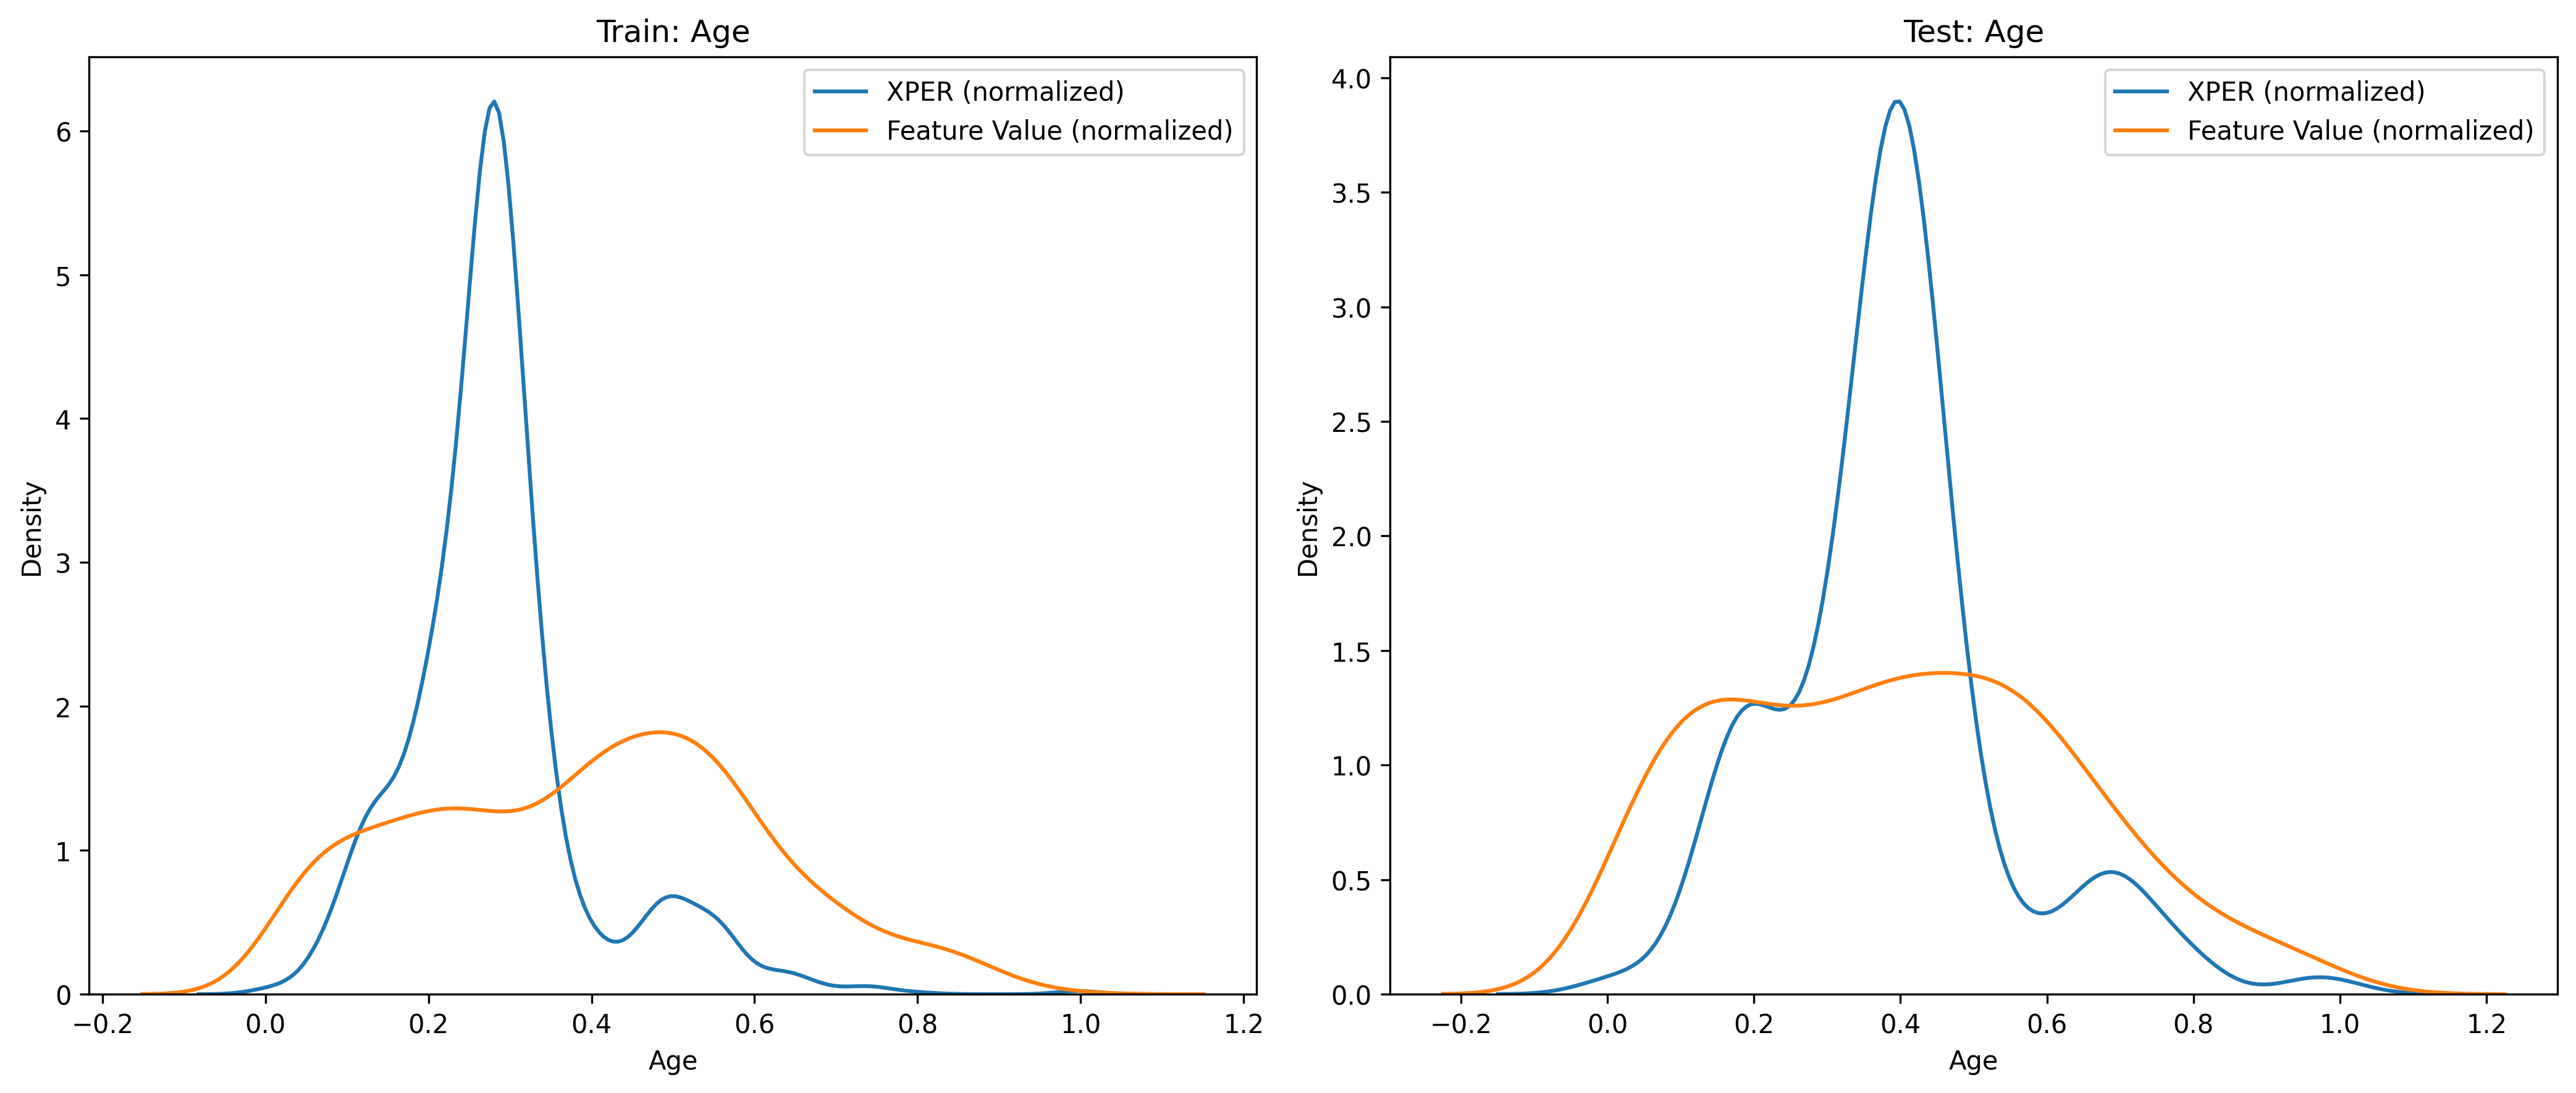 Train: Age
XPER (normalized)
Feature Value (normalized)
Density
6
5
4
3
2
1
0
−0.2 0.0 0.2 0.4 0.6 0.8 1.0 1.2
Age
Test: Age
XPER (normalized)
Feature Value (normalized)
Density
4.0
3.5
3.0
2.5
2.0
1.5
1.0
0.5
0.0
−0.2 0.0 0.2 0.4 0.6 0.8 1.0 1.2
Age